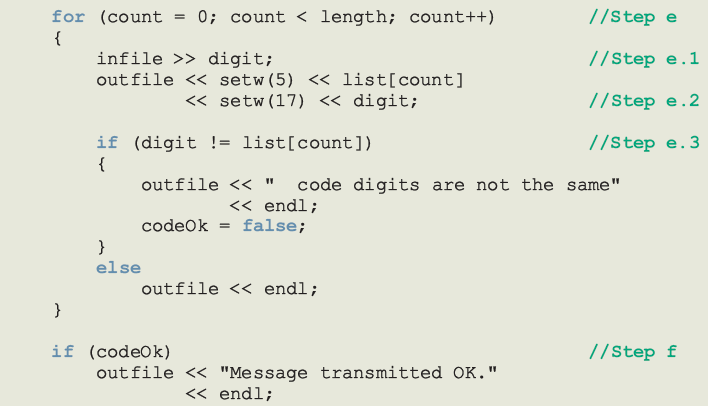 for (count = 0; count < length; count++) //Step e
{
infile >> digit; //Step e.1
outfile << setw(5) << list[count]
<< setw(17) << digit; //Step e.2
if (digit != list[count]) //Step e.3
{
outfile << "  code digits are not the same"
<< endl;
codeOk = false;
}
else
outfile << endl;
}
if (codeOk) //Step f
outfile << "Message transmitted OK."
<< endl;